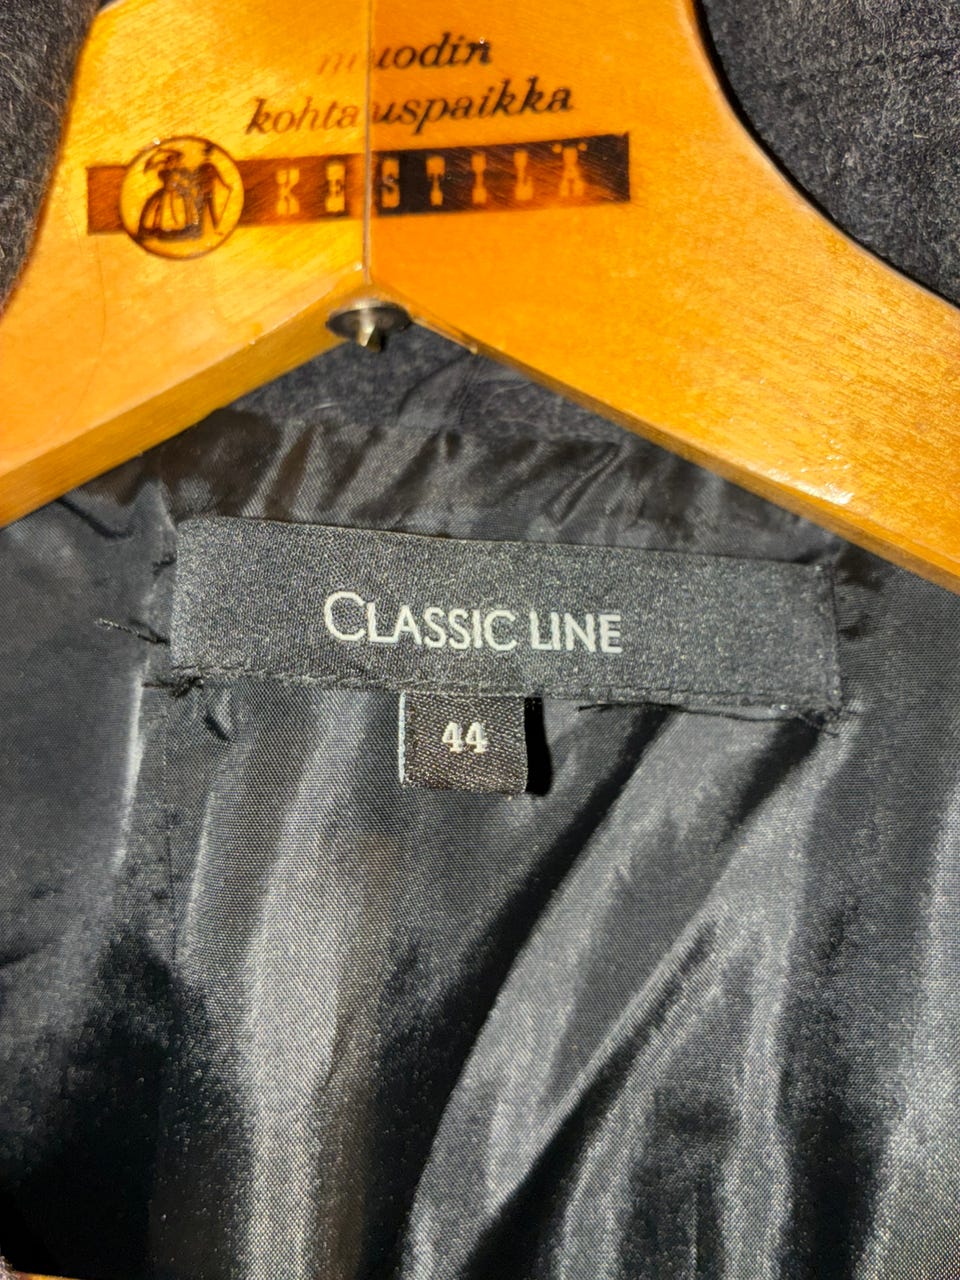 muodin
kohtauspaikka
KESTILÄ
CLASSIC LINE
44